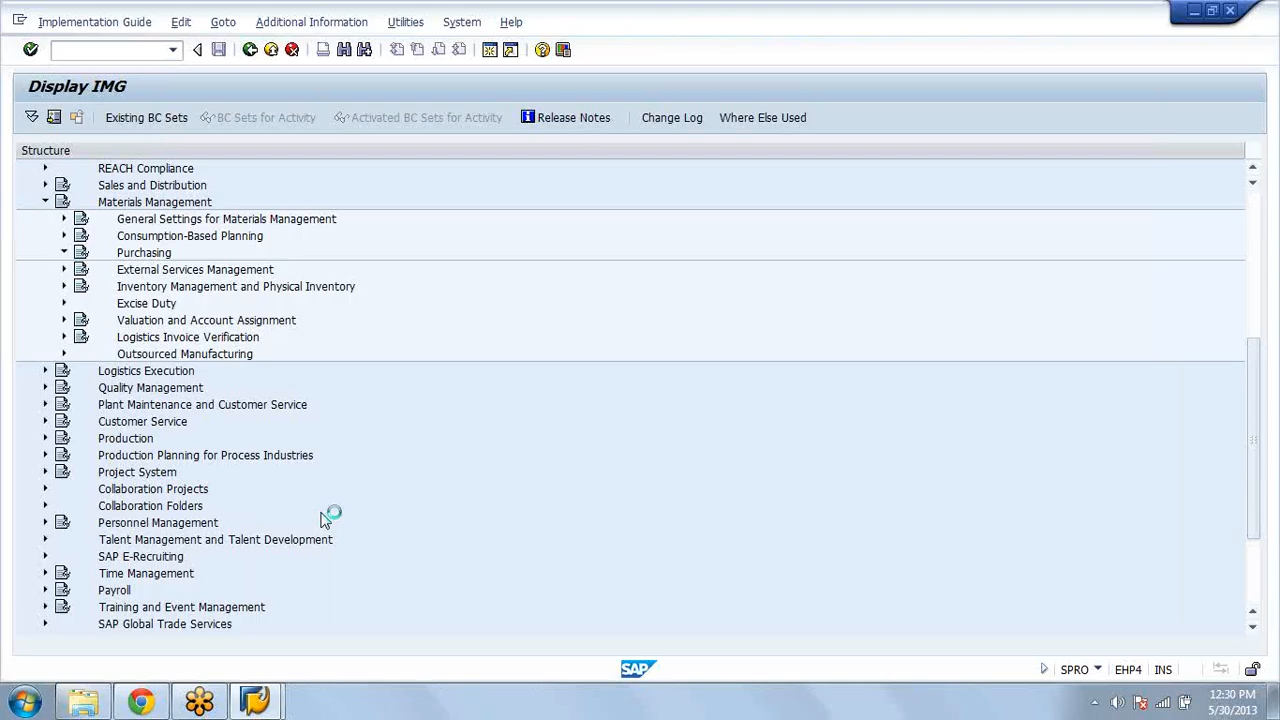 Implementation Guide Edit Goto Additional Information Utilities System Help
Display IMG
Existing BC Sets BC Sets for Activity Activated BC Sets for Activity Release Notes Change Log Where Else Used
Structure
REACH Compliance
Sales and Distribution
Materials Management
General Settings for Materials Management
Consumption-Based Planning
Purchasing
External Services Management
Inventory Management and Physical Inventory
Excise Duty
Valuation and Account Assignment
Logistics Invoice Verification
Outsourced Manufacturing
Logistics Execution
Quality Management
Plant Maintenance and Customer Service
Customer Service
Production
Production Planning for Process Industries
Project System
Collaboration Projects
Collaboration Folders
Personnel Management
Talent Management and Talent Development
SAP E-Recruiting
Time Management
Payroll
Training and Event Management
SAP Global Trade Services
SAP SPRO EHP4 INS
12:30 PM
5/30/2013